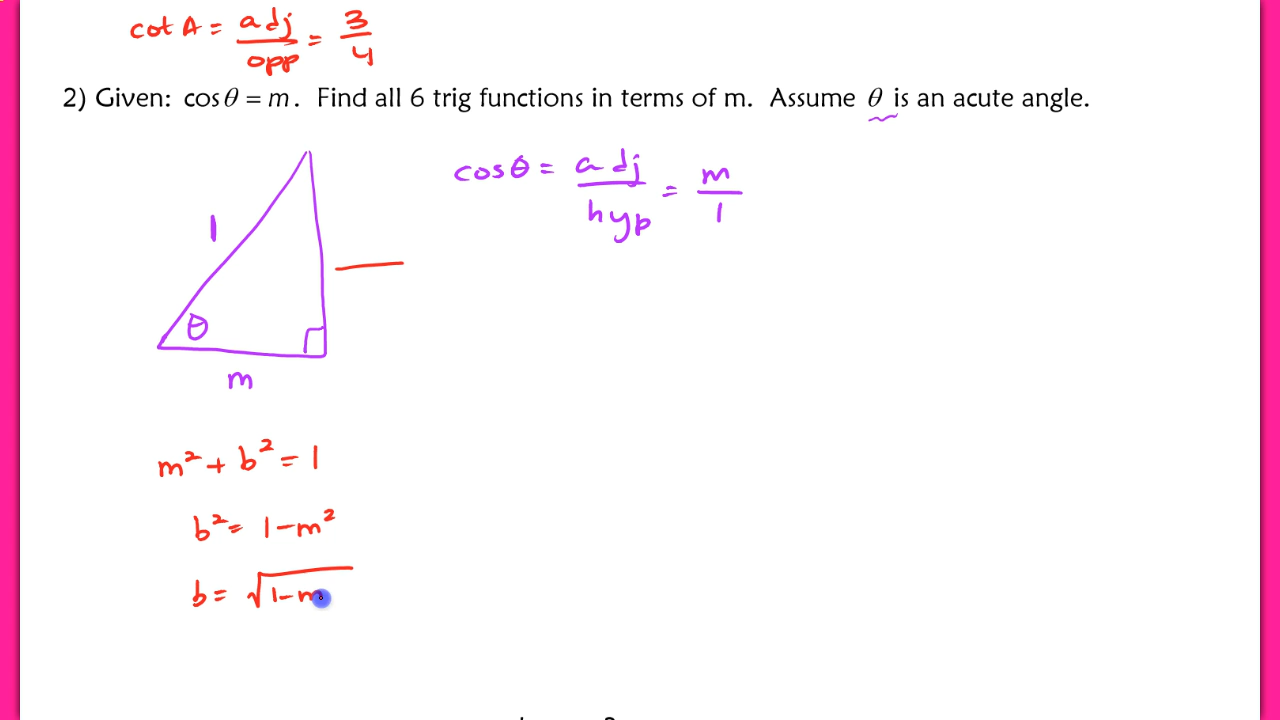 cot A = adj/opp = 3/4
2) Given: cos θ = m. Find all 6 trig functions in terms of m. Assume θ is an acute angle.
cos θ = adj/hyp = m/1
1
θ
m
m² + b² = 1
b² = 1 - m²
b = √1-m